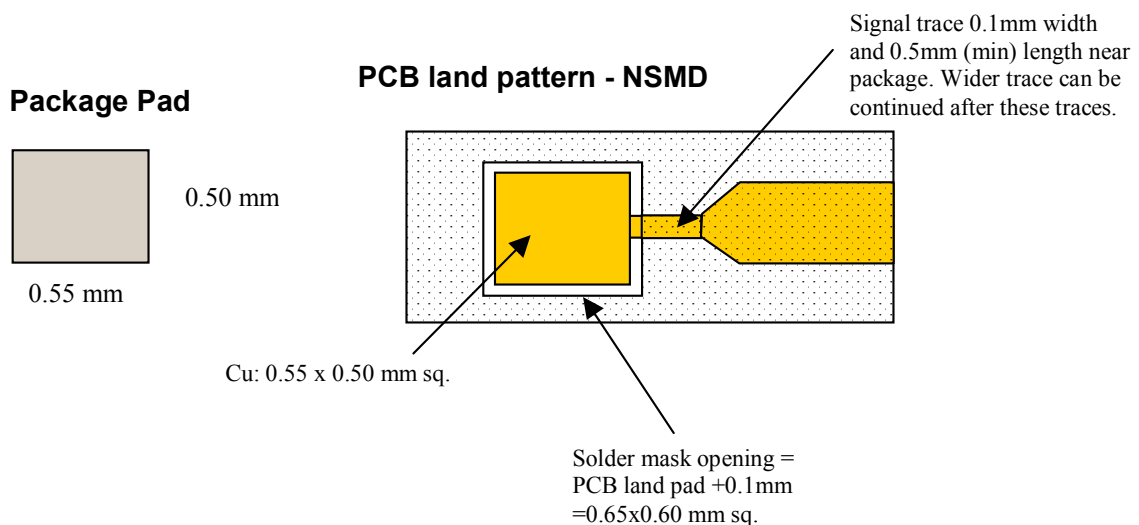 Signal trace 0.1mm width
and 0.5mm (min) length near
package. Wider trace can be
continued after these traces.
PCB land pattern - NSMD
Package Pad
0.50 mm
0.55 mm
Cu: 0.55 x 0.50 mm sq.
Solder mask opening =
PCB land pad +0.1mm
=0.65x0.60 mm sq.